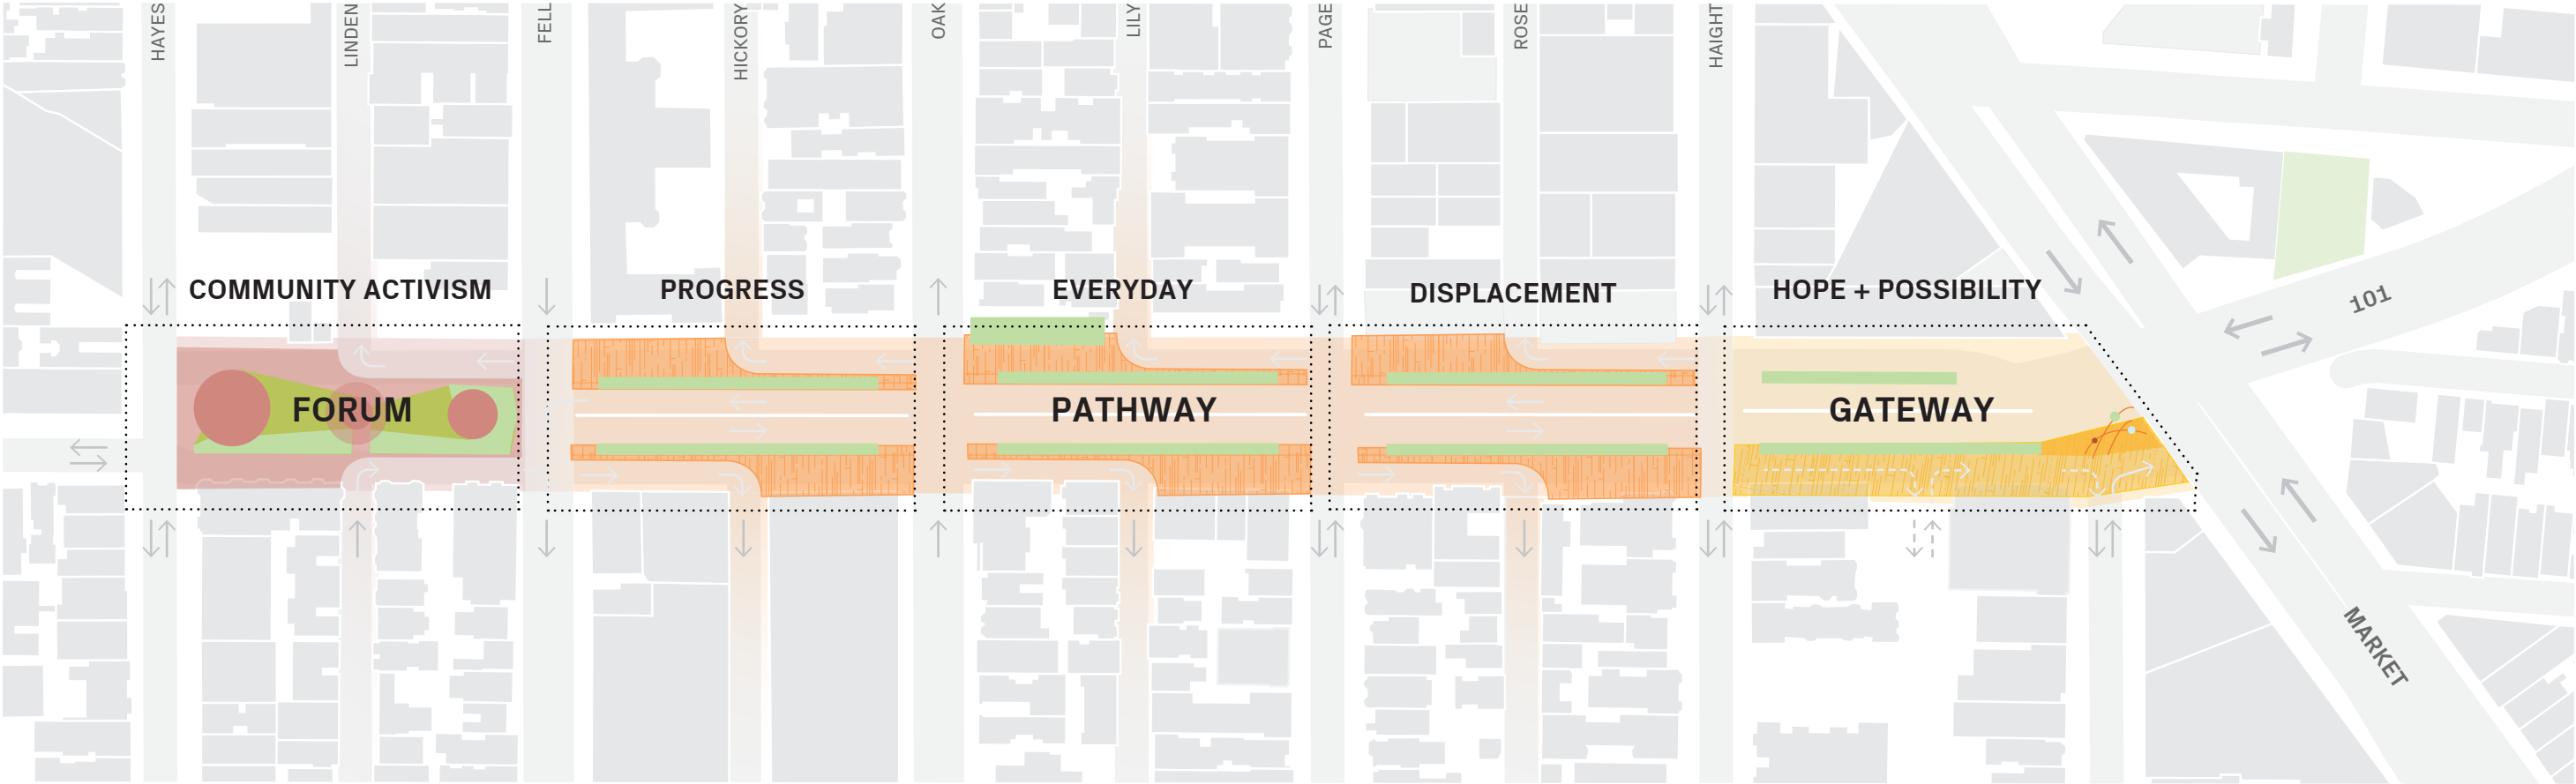 HAYES
LINDEN
FELL
HICKORY
OAK
LILY
PAGE
ROSE
HAIGHT
COMMUNITY ACTIVISM
PROGRESS
EVERYDAY
DISPLACEMENT
HOPE + POSSIBILITY
101
FORUM
PATHWAY
GATEWAY
MARKET